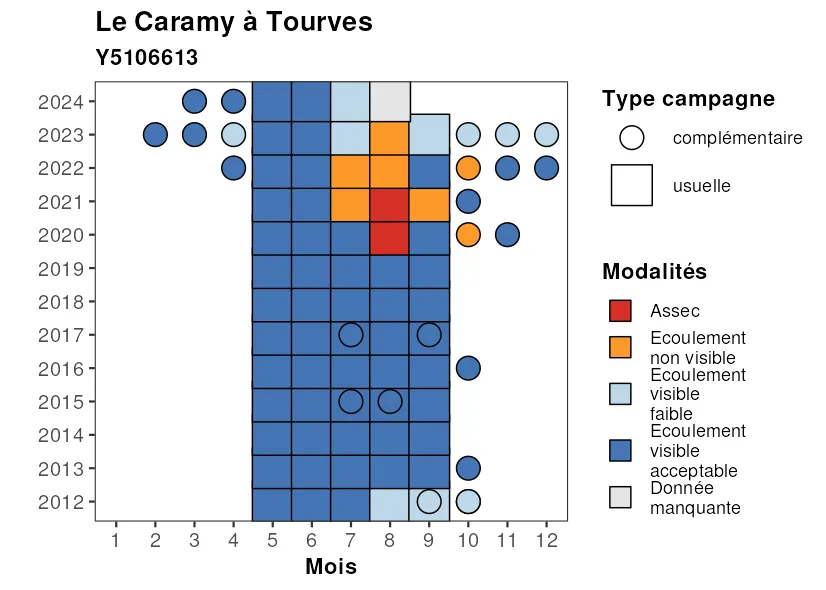 Le Caramy à Tourves
Y5106613
2024
2023
2022
2021
2020
2019
2018
2017
2016
2015
2014
2013
2012
1 2 3 4 5 6 7 8 9 10 11 12
Mois
Type campagne
complémentaire
usuelle
Modalités
Assec
Ecoulement
non visible
Ecoulement
visible
faible
Ecoulement
visible
acceptable
Donnée
manquante